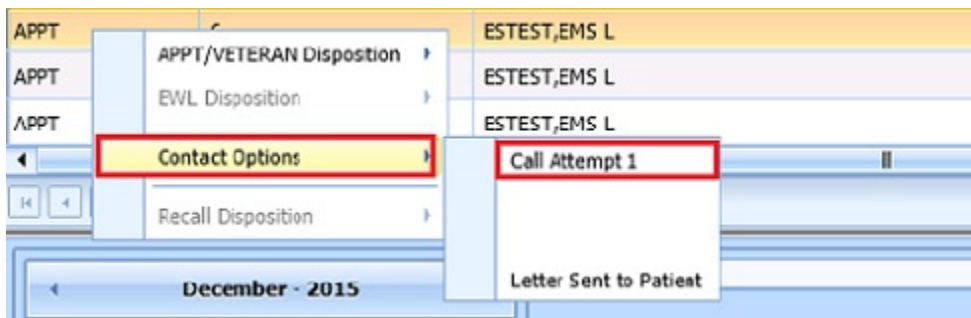 APPT ESTEST,EMS L
APPT/VETERAN Disposition
APPT ESTEST,EMS L
EWL Disposition
APPT ESTEST,EMS L
Contact Options
Call Attempt 1
Recall Disposition
Letter Sent to Patient
December - 2015